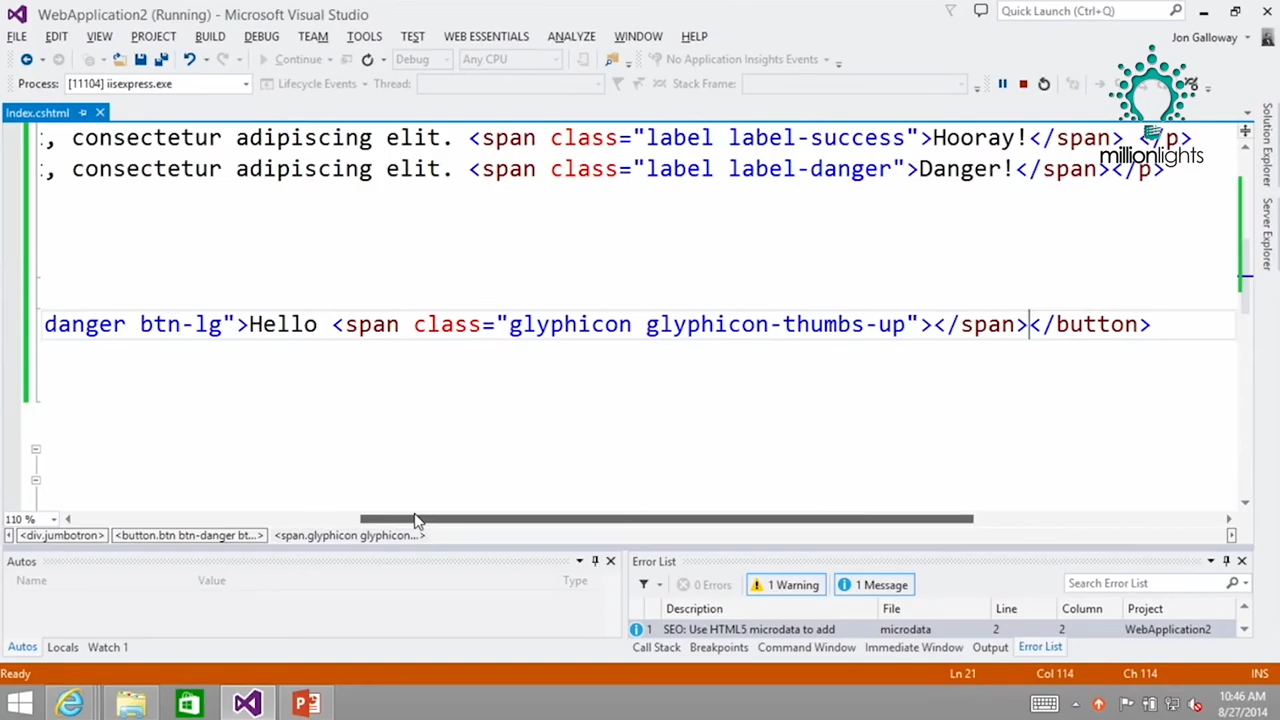 WebApplication2 (Running) - Microsoft Visual Studio
Quick Launch (Ctrl+Q)
FILE EDIT VIEW PROJECT BUILD DEBUG TEAM TOOLS TEST WEB ESSENTIALS ANALYZE WINDOW HELP
Jon Galloway
Continue Debug Any CPU No Application Insights Events
Process: [11104] iisexpress.exe Lifecycle Events Thread: Stack Frame:
Index.cshtml
, consectetur adipiscing elit. <span class="label label-success">Hooray!</span> </p>
millionlights
, consectetur adipiscing elit. <span class="label label-danger">Danger!</span></p>
Solution Explorer
Server Explorer
danger btn-lg">Hello <span class="glyphicon glyphicon-thumbs-up"></span></button>
110 %
<div.jumbotron> <button.btn btn-danger bt...> <span.glyphicon glyphicon...>
Autos
Name Value Type
Autos Locals Watch 1
Error List
0 Errors 1 Warning 1 Message Search Error List
Description File Line Column Project
1 SEO: Use HTML5 microdata to add microdata 2 2 WebApplication2
Call Stack Breakpoints Command Window Immediate Window Output Error List
Ready Ln 21 Col 114 Ch 114 INS
10:46 AM
8/27/2014